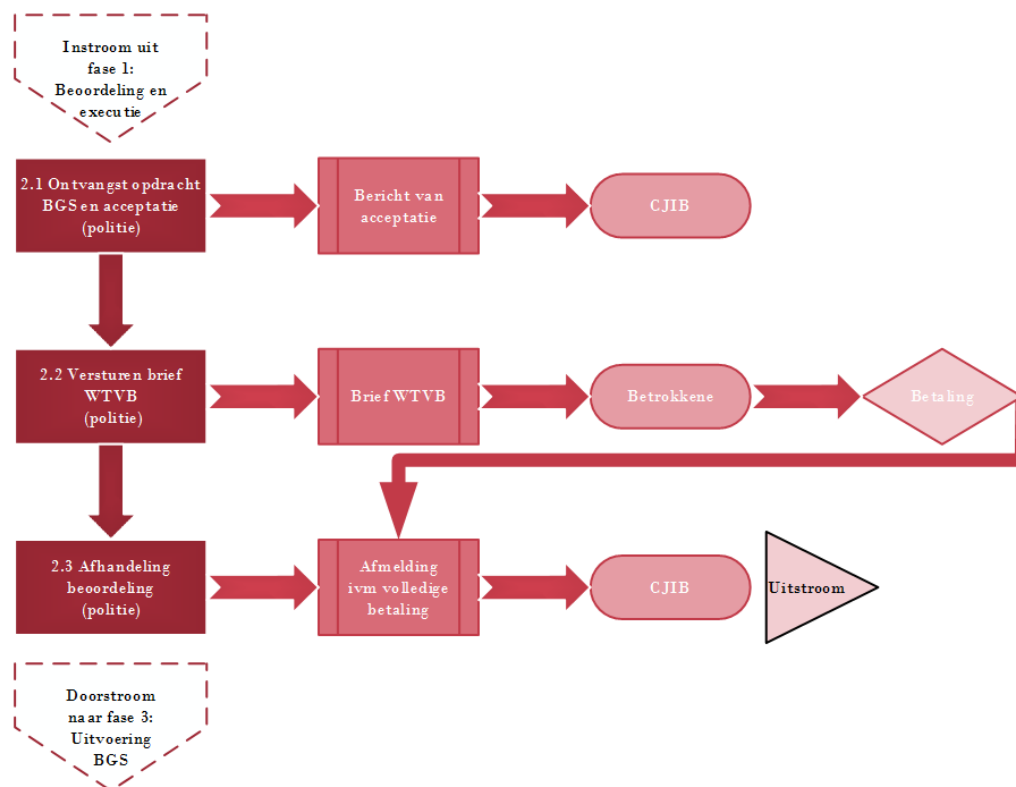 Instroom uit
fase 1:
Beoordeling en
executie
2.1 Ontvangst opdracht
BGS en acceptatie
(politie)
Bericht van
acceptatie
CJIB
2.2 Versturen brief
WTVB
(politie)
Brief WTVB
Betrokkene
Betaling
2.3 Afhandeling
beoordeling
(politie)
Afmelding
ivm volledige
betaling
CJIB
Uitstroom
Doorstroom
naar fase 3:
Uitvoering
BGS